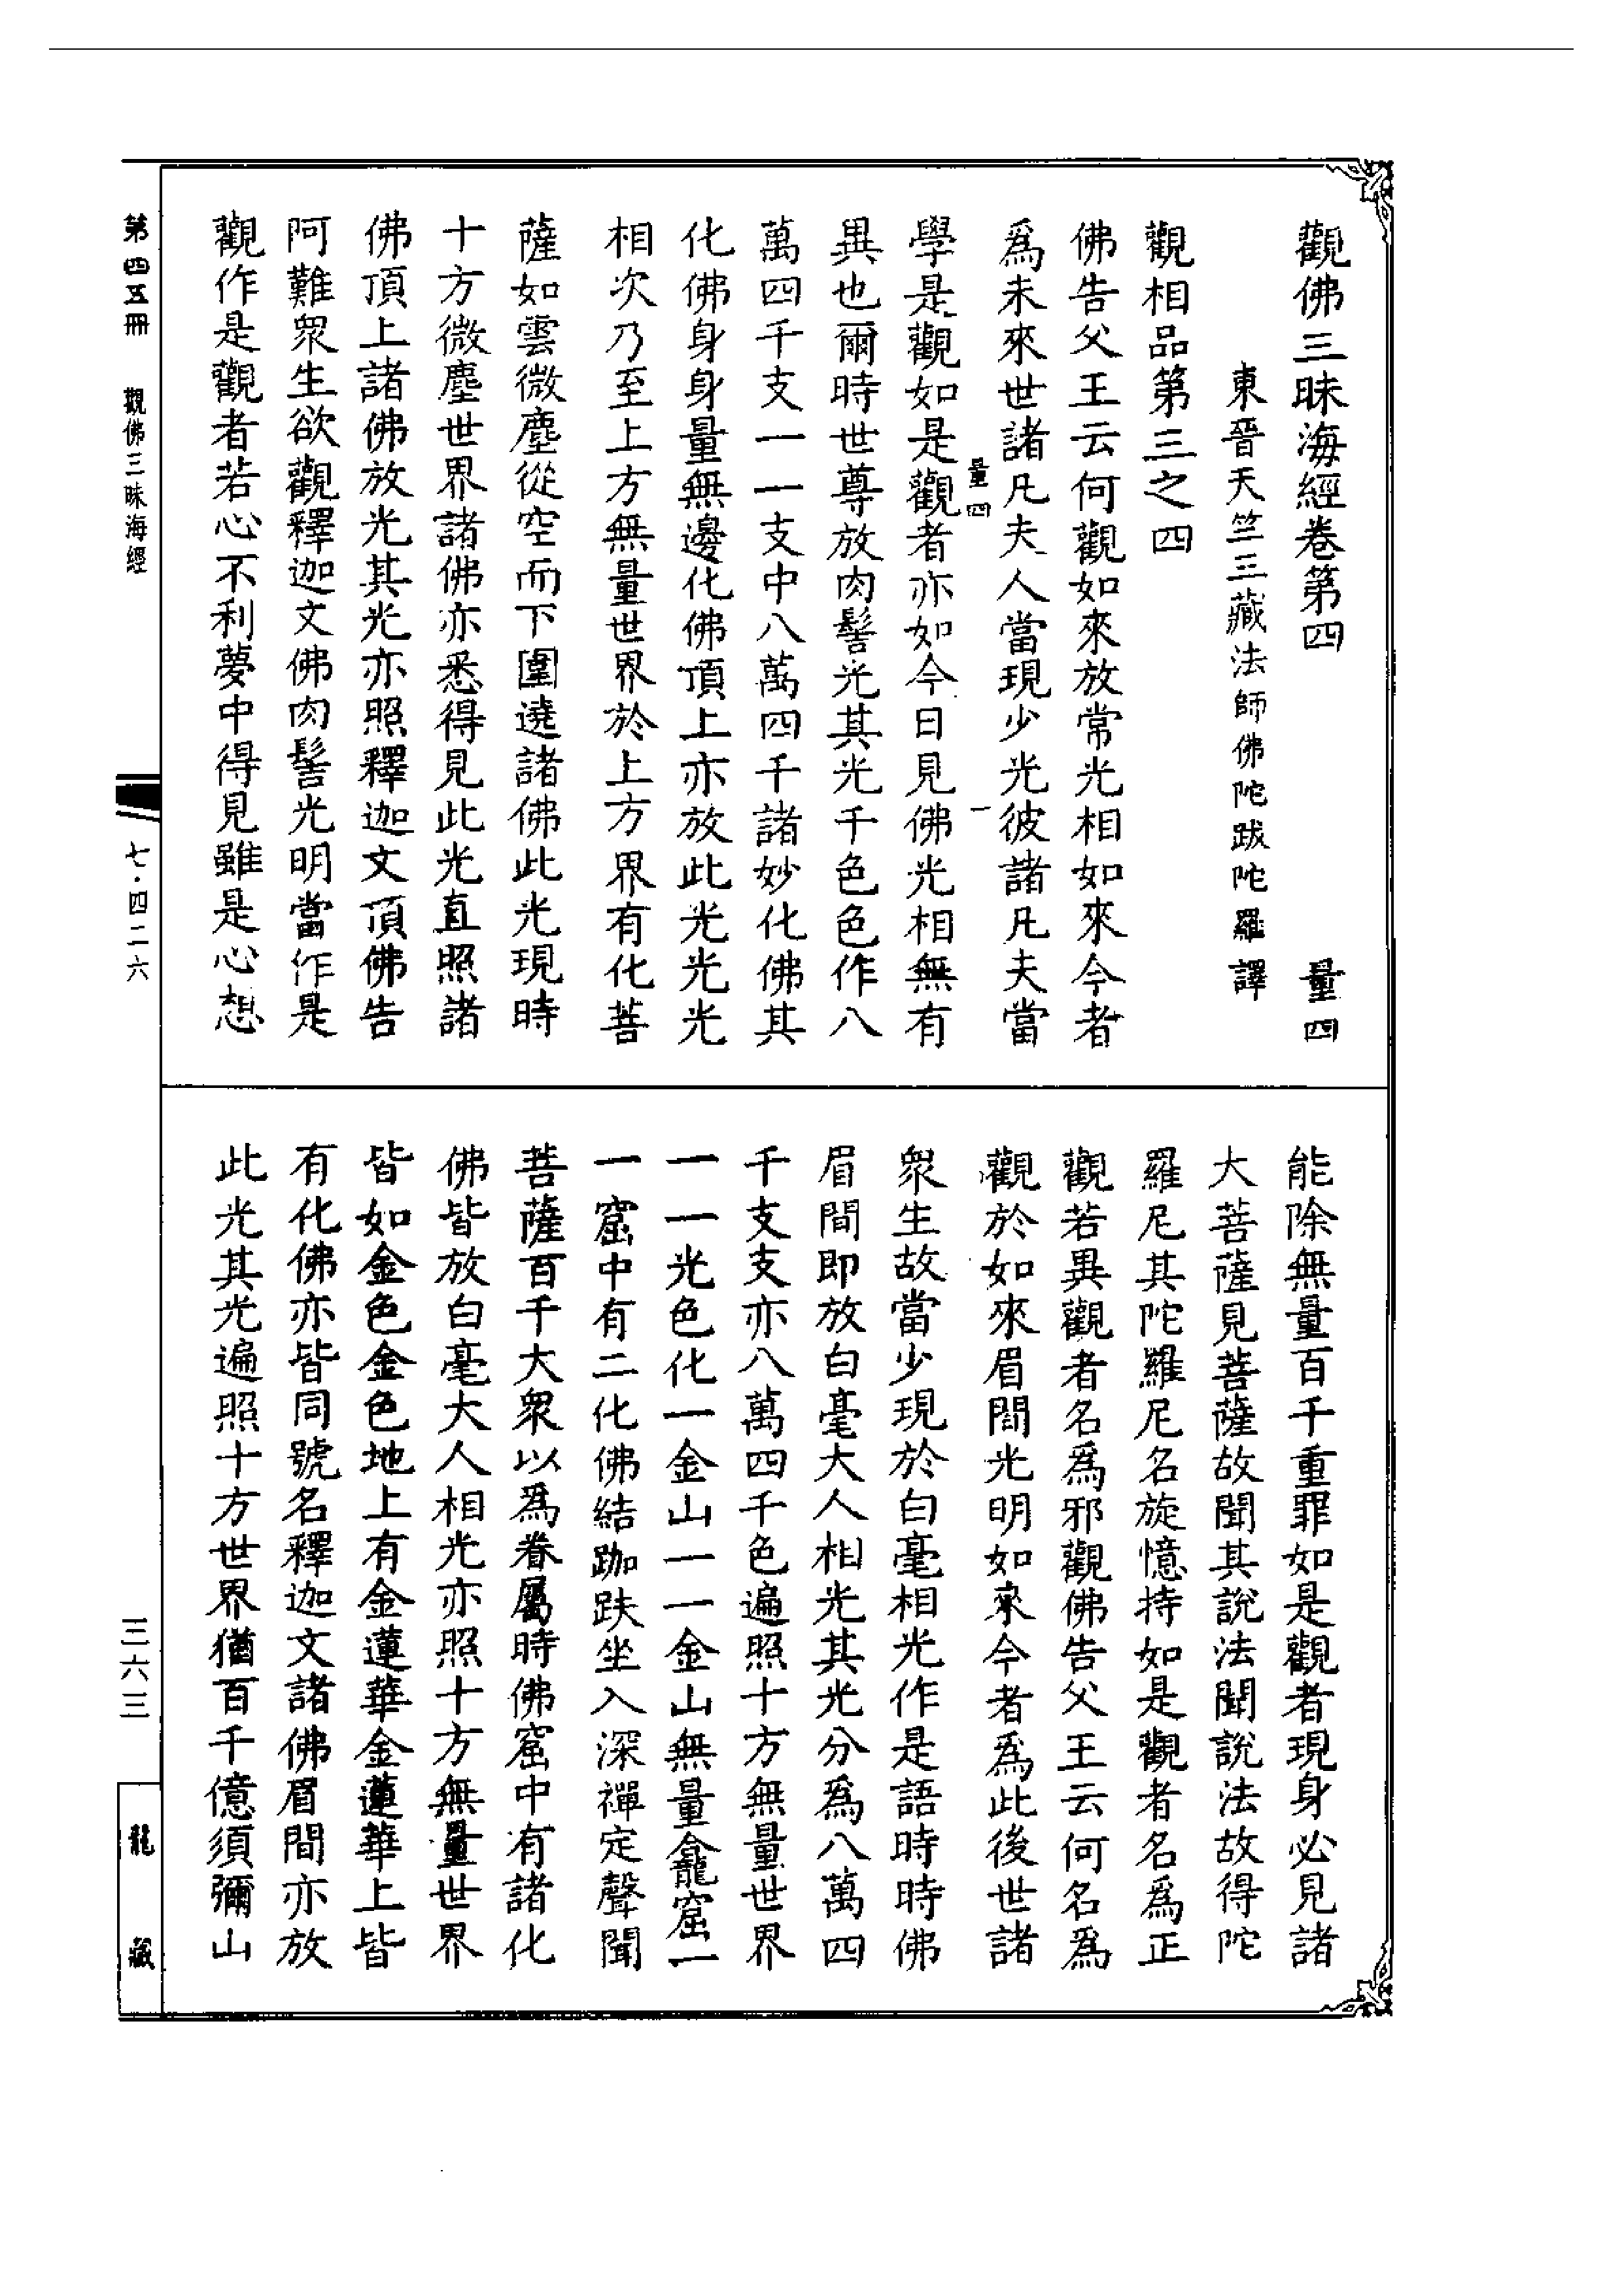 觀佛三昧海經卷第四 量四
東晉天竺三藏法師佛陀跋陀羅譯
觀相品第三之四
佛告父王云何觀如來放常光相如來今者
為未來世諸凡夫人當現少光彼諸凡夫當
量四 一
學是觀如是觀者亦如今日見佛光相無有
異也爾時世尊放肉髻光其光千色色作八
萬四千支一一支中八萬四千諸妙化佛其
化佛身身量無邊化佛頂上亦放此光光光
相次乃至上方無量世界於上方界有化菩
薩如雲微塵從空而下圍遶諸佛此光現時
十方微塵世界諸佛亦悉得見此光直照諸
佛頂上諸佛放光其光亦照釋迦文頂佛告
阿難眾生欲觀釋迦文佛肉髻光明當作是
觀作是觀者若心不利夢中得見雖是心想
能除無量百千重罪如是觀者現身必見諸
大菩薩見菩薩故聞其說法聞說法故得陀
羅尼其陀羅尼名旋憶持如是觀者名為正
觀若異觀者名為邪觀佛告父王云何名為
觀於如來眉間光明如來今者為此後世諸
眾生故當少現於白毫相光作是語時時佛
眉間即放白毫大人相光其光分為八萬四
千支支亦八萬四千色遍照十方無量世界
一一光色化一金山一一金山無量龕窟一
一窟中有二化佛結跏趺坐入深禪定聲聞
菩薩百千大眾以為眷屬時佛窟中有諸化
佛皆放白毫大人相光亦照十方無量世界
皆如金色金色地上有金蓮華金蓮華上皆
有化佛亦皆同號名釋迦文諸佛眉間亦放
此光其光遍照十方世界猶百千億須彌山
第四五冊 觀佛三昧海經 七·四二六 三六三 龍藏